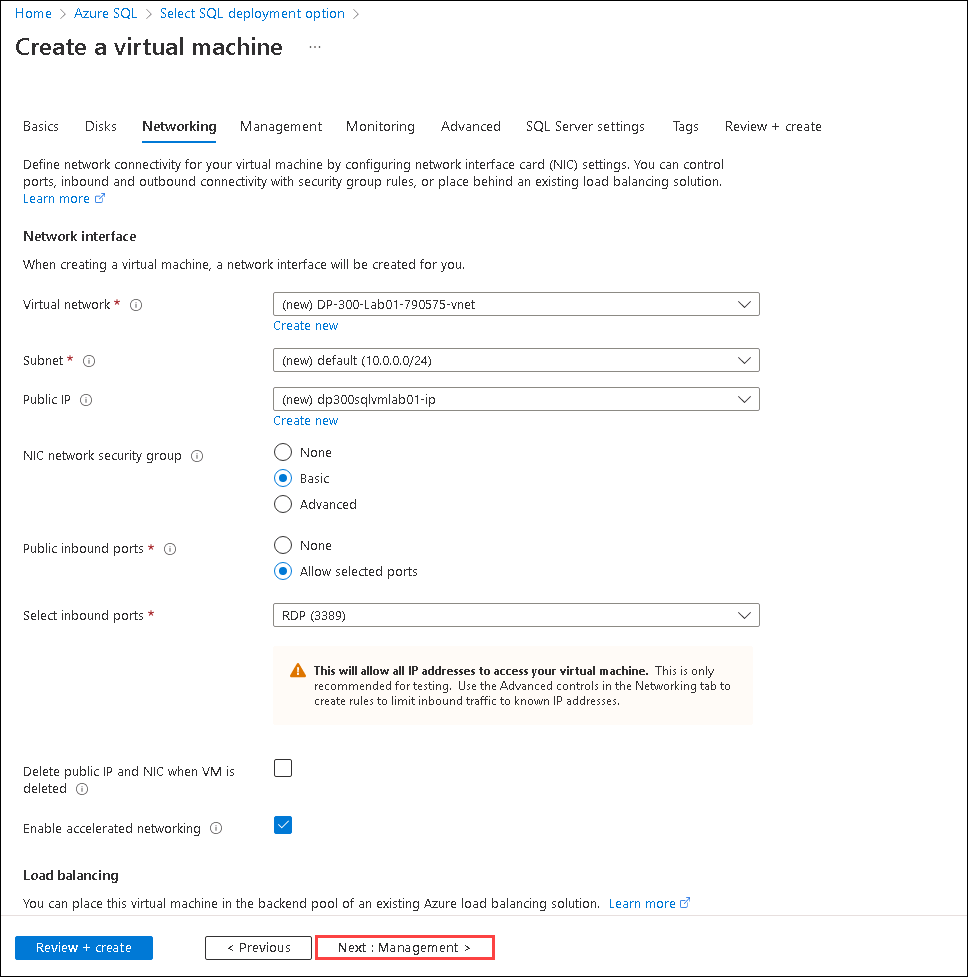 Home > Azure SQL > Select SQL deployment option >
Create a virtual machine ...
Basics Disks Networking Management Monitoring Advanced SQL Server settings Tags Review + create
Define network connectivity for your virtual machine by configuring network interface card (NIC) settings. You can control
ports, inbound and outbound connectivity with security group rules, or place behind an existing load balancing solution.
Learn more
Network interface
When creating a virtual machine, a network interface will be created for you.
Virtual network * (new) DP-300-Lab01-790575-vnet
Create new
Subnet * (new) default (10.0.0.0/24)
Public IP (new) dp300sqlvmlab01-ip
Create new
NIC network security group
None
Basic
Advanced
Public inbound ports *
None
Allow selected ports
Select inbound ports * RDP (3389)
This will allow all IP addresses to access your virtual machine. This is only
recommended for testing. Use the Advanced controls in the Networking tab to
create rules to limit inbound traffic to known IP addresses.
Delete public IP and NIC when VM is
deleted
Enable accelerated networking
Load balancing
You can place this virtual machine in the backend pool of an existing Azure load balancing solution. Learn more
Review + create < Previous Next : Management >